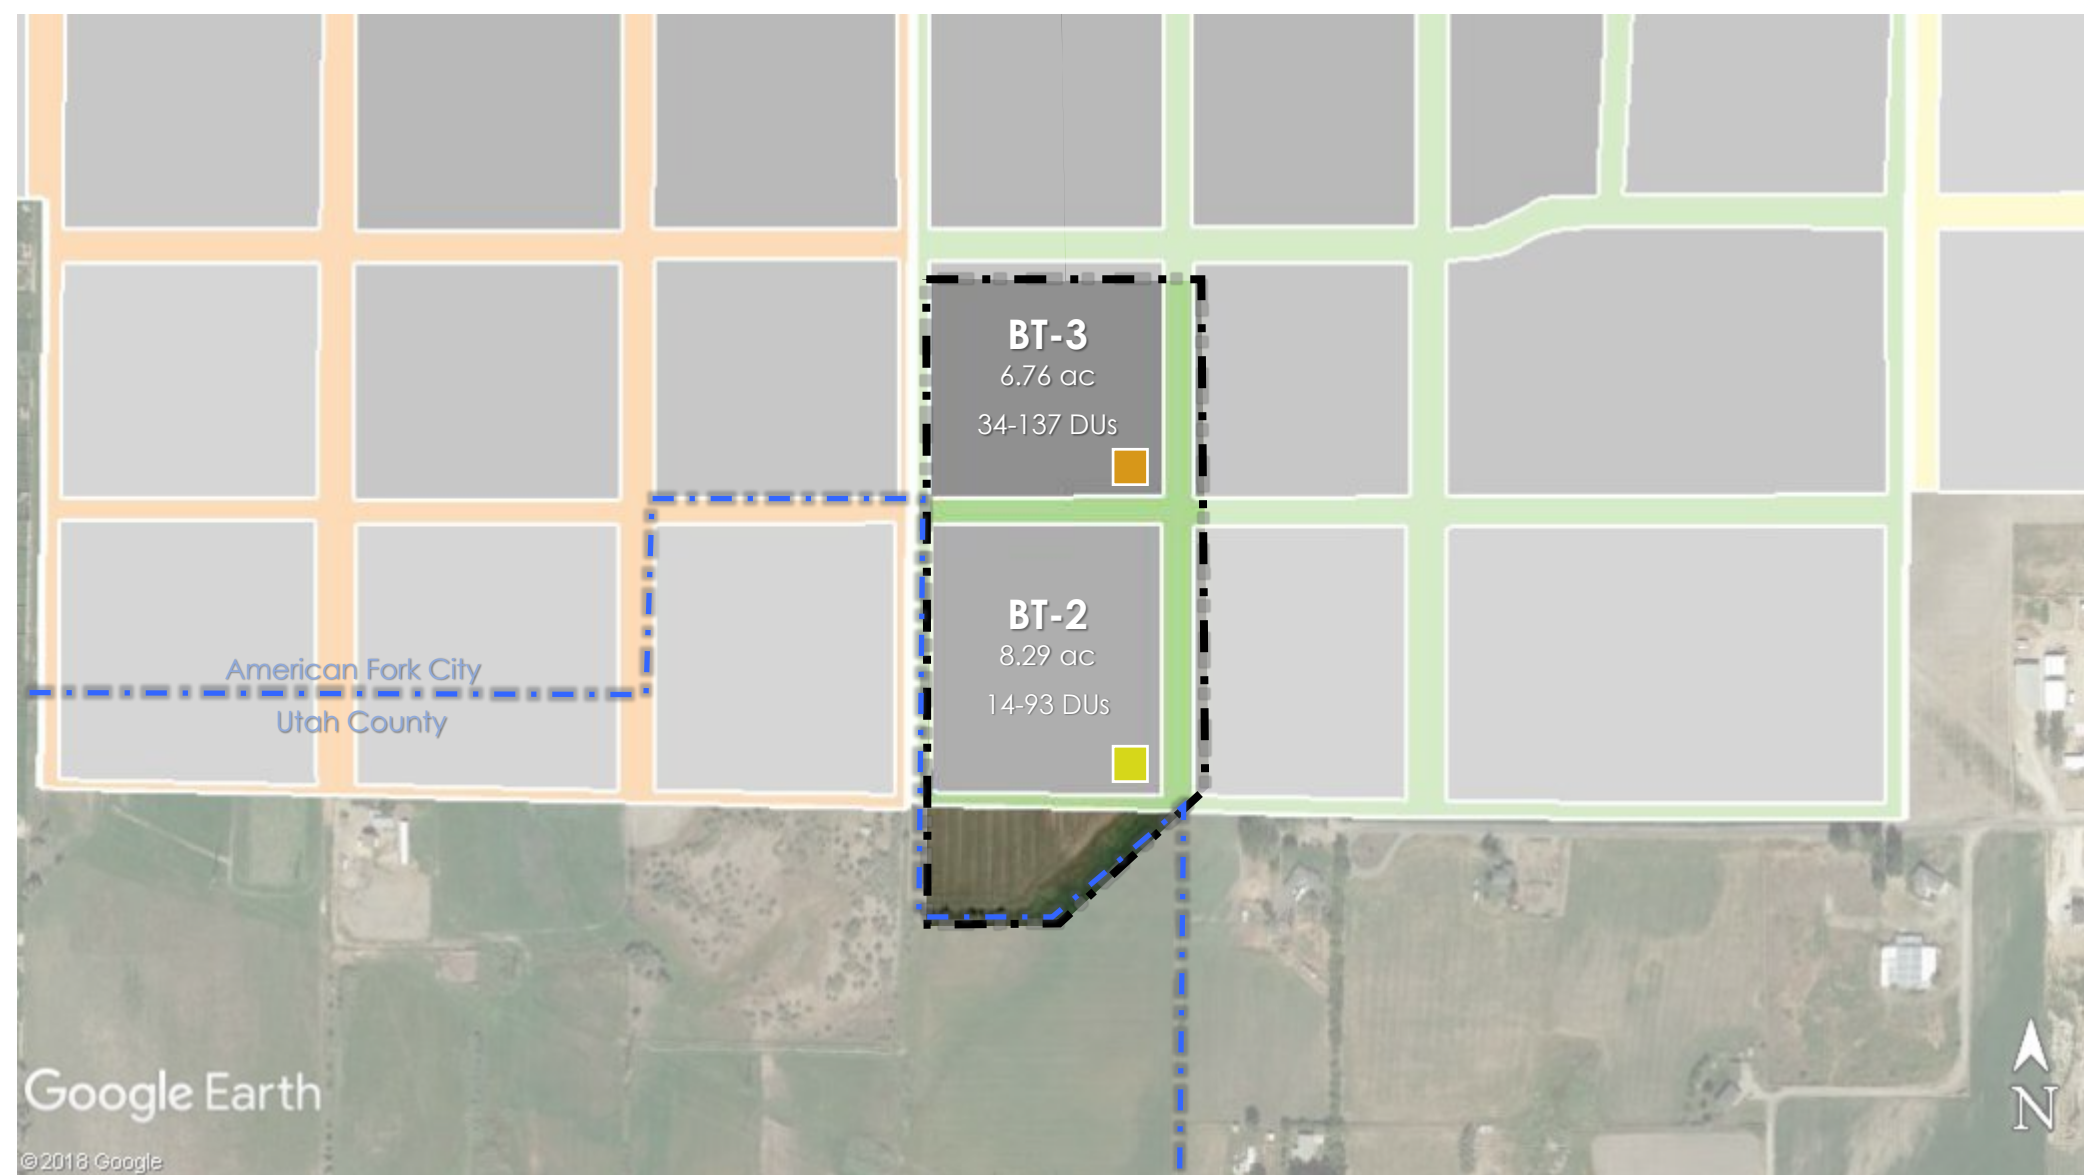 BT-3
6.76 ac
34-137 DUs
BT-2
8.29 ac
14-93 DUs
American Fork City
Utah County
Google Earth
N
©2018 Google